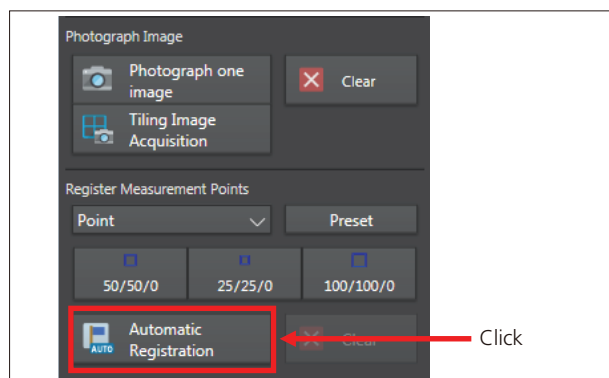 Photograph Image
Photograph one
image
Clear
Tiling Image
Acquisition
Register Measurement Points
Point
Preset
50/50/0
25/25/0
100/100/0
AUTO
Automatic
Registration
Clear
Click